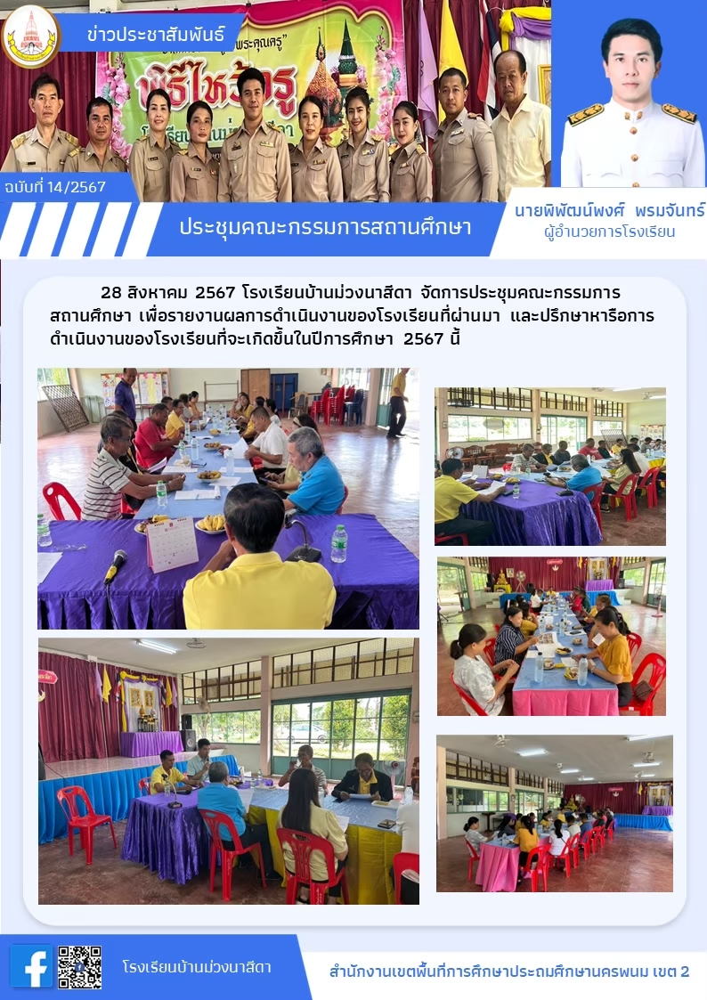 ข่าวประชาสัมพันธ์
พิธีไหว้ครู
ฉบับที่ 14/2567
ประชุมคณะกรรมการสถานศึกษา
นายพิพัฒน์พงศ์ พรมจันทร์
ผู้อำนวยการโรงเรียน
28 สิงหาคม 2567 โรงเรียนบ้านม่วงนาสีดา จัดการประชุมคณะกรรมการ
สถานศึกษา เพื่อรายงานผลการดำเนินงานของโรงเรียนที่ผ่านมา และปรึกษาหารือการ
ดำเนินงานของโรงเรียนที่จะเกิดขึ้นในปีการศึกษา 2567 นี้
โรงเรียนบ้านม่วงนาสีดา
สำนักงานเขตพื้นที่การศึกษาประถมศึกษานครพนม เขต 2